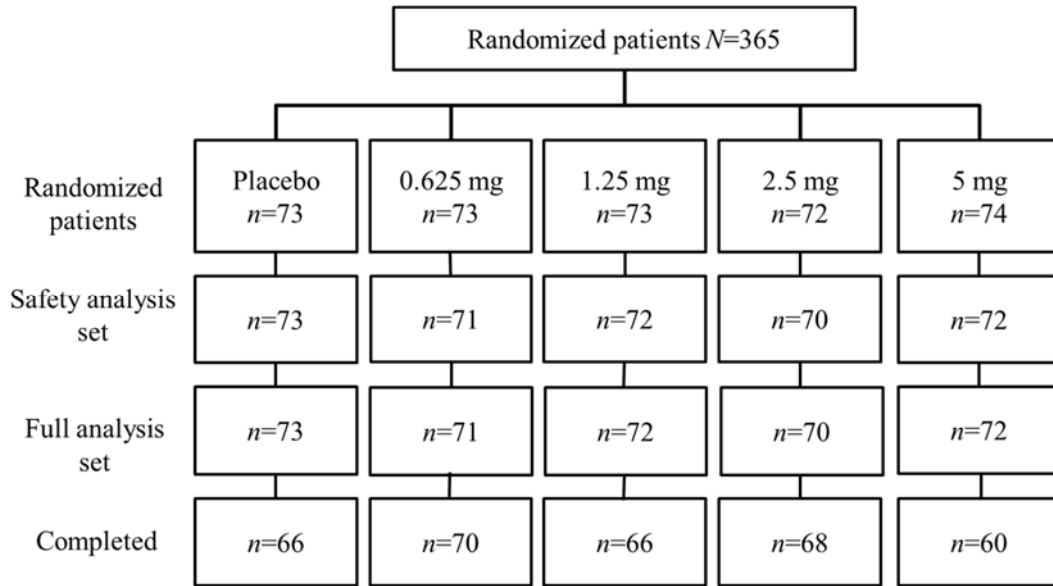 Randomized patients N=365
Randomized
patients
Placebo
n=73
0.625 mg
n=73
1.25 mg
n=73
2.5 mg
n=72
5 mg
n=74
Safety analysis
set
n=73
n=71
n=72
n=70
n=72
Full analysis
set
n=73
n=71
n=72
n=70
n=72
Completed
n=66
n=70
n=66
n=68
n=60